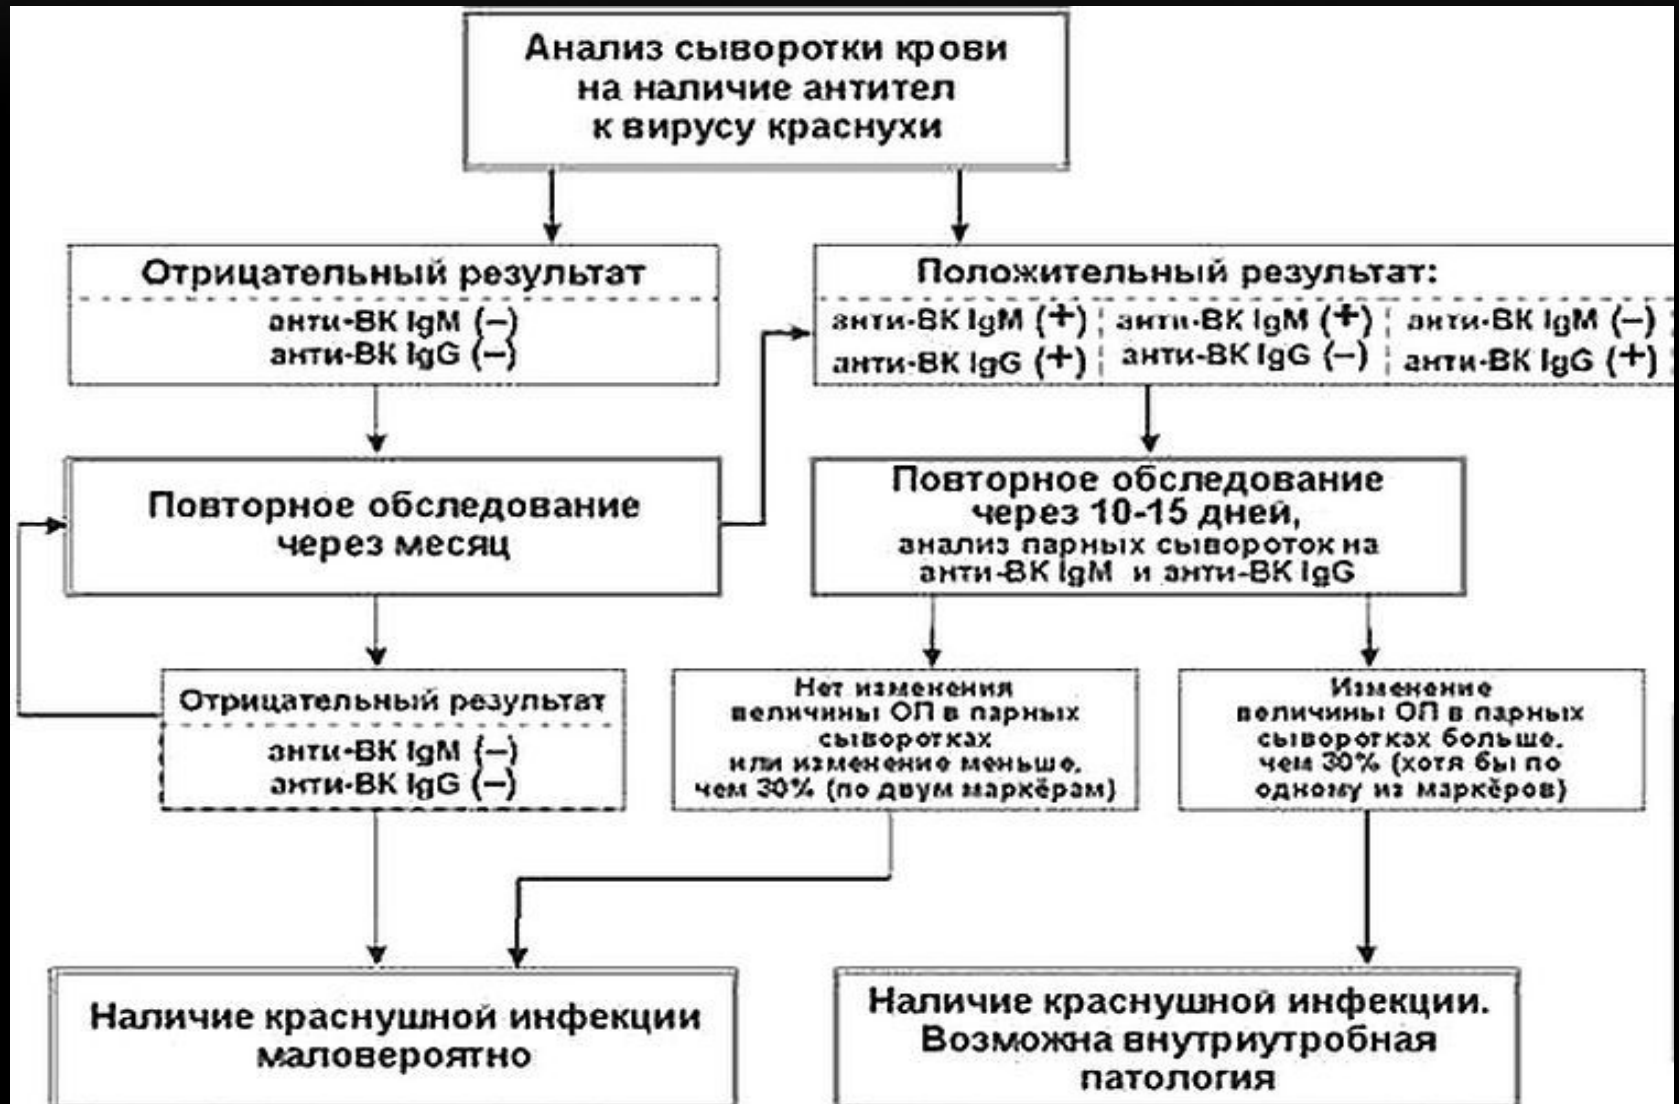 Анализ сыворотки крови
на наличие антител
к вирусу краснухи
Отрицательный результат
анти-ВК IgM (–)
анти-ВК IgG (–)
Положительный результат:
анти-ВК IgM (+)
анти-ВК IgG (+)
анти-ВК IgM (+)
анти-ВК IgG (–)
анти-ВК IgM (–)
анти-ВК IgG (+)
Повторное обследование
через месяц
Повторное обследование
через 10-15 дней,
анализ парных сывороток на
анти-ВК IgM и анти-ВК IgG
Отрицательный результат
анти-ВК IgM (–)
анти-ВК IgG (–)
Нет изменения
величины ОП в парных
сыворотках
или изменение меньше,
чем 30% (по двум маркёрам)
Изменение
величины ОП в парных
сыворотках больше,
чем 30% (хотя бы по
одному из маркёров)
Наличие краснушной инфекции
маловероятно
Наличие краснушной инфекции.
Возможна внутриутробная
патология